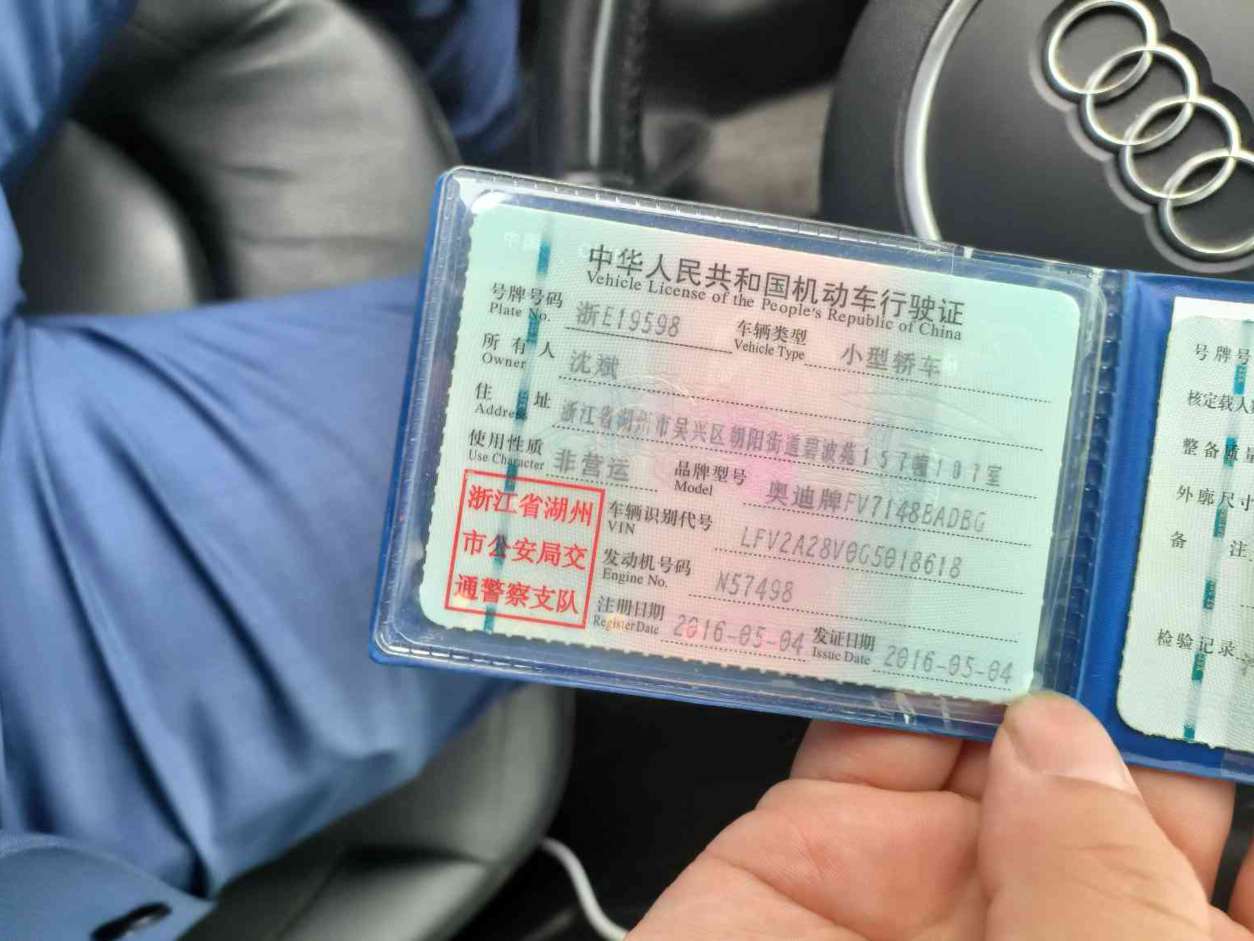 中华人民共和国机动车行驶证
Vehicle License of the People's Republic of China
号牌号码 浙E19598 车辆类型 小型轿车
Plate No. Vehicle Type
所有人 沈斌
Owner
住址 浙江省湖州市吴兴区朝阳街道碧波苑157幢107室
Address
使用性质 非营运 品牌型号 奥迪牌FV7148BADBG
Use Character Model
浙江省湖州
市公安局交
通警察支队
车辆识别代号 LFV2A28V0G5018618
VIN
发动机号码 N57498
Engine No.
注册日期 2016-05-04 发证日期 2016-05-04
Register Date Issue Date
号牌号
核定载人
整备质量
外廓尺寸
备注
检验记录